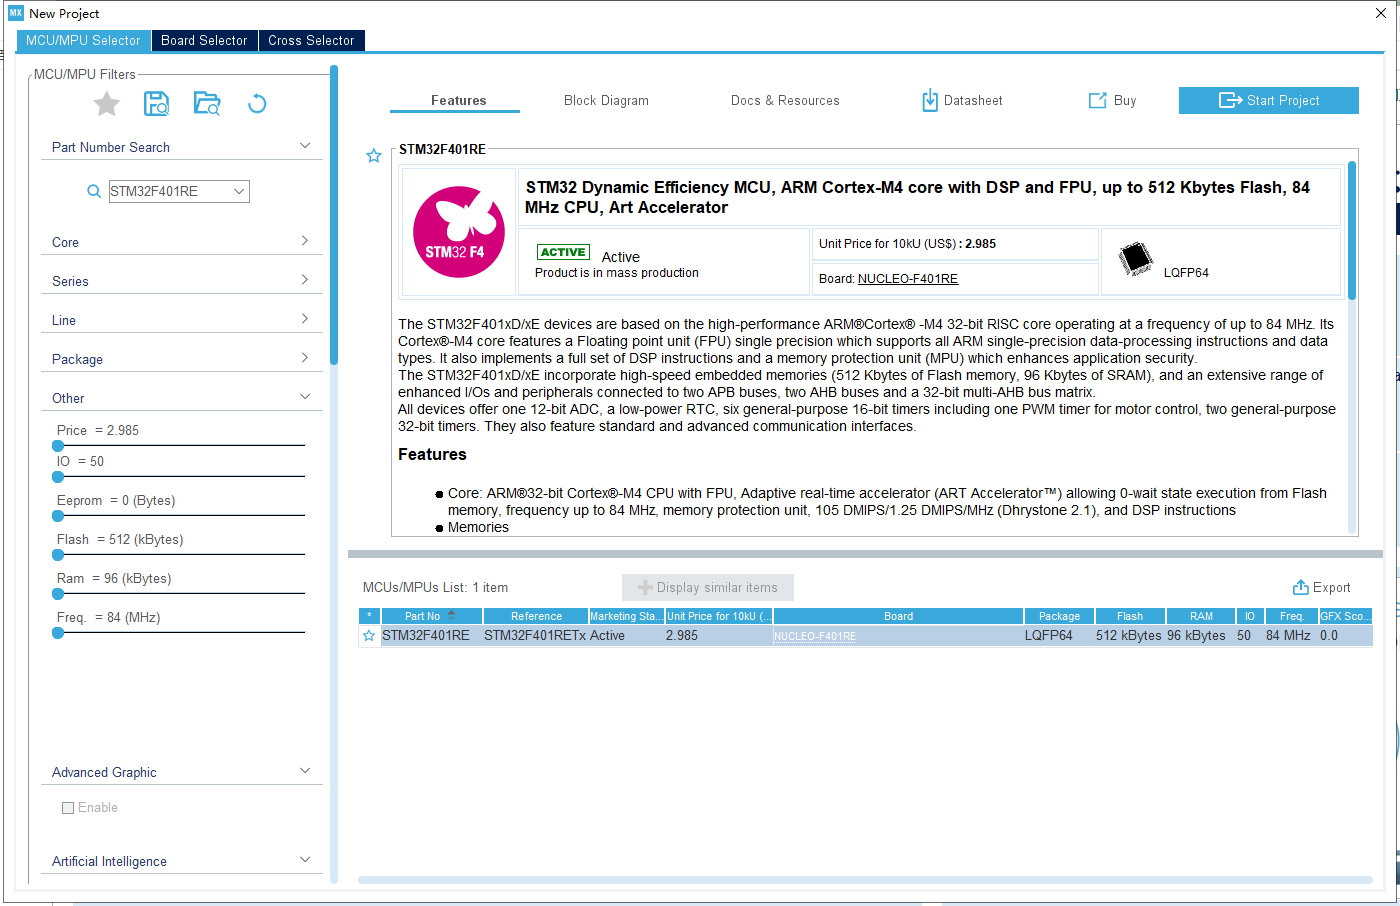 MX New Project
MCU/MPU Selector Board Selector Cross Selector
MCU/MPU Filters
Part Number Search
STM32F401RE
Core
Series
Line
Package
Other
Price = 2.985
IO = 50
Eeprom = 0 (Bytes)
Flash = 512 (kBytes)
Ram = 96 (kBytes)
Freq. = 84 (MHz)
Advanced Graphic
Enable
Artificial Intelligence
Features Block Diagram Docs & Resources Datasheet Buy Start Project
STM32F401RE
STM32 F4
STM32 Dynamic Efficiency MCU, ARM Cortex-M4 core with DSP and FPU, up to 512 Kbytes Flash, 84
MHz CPU, Art Accelerator
ACTIVE Active
Product is in mass production
Unit Price for 10kU (US$) : 2.985
Board: NUCLEO-F401RE
LQFP64
The STM32F401xD/xE devices are based on the high-performance ARM®Cortex® -M4 32-bit RISC core operating at a frequency of up to 84 MHz. Its
Cortex®-M4 core features a Floating point unit (FPU) single precision which supports all ARM single-precision data-processing instructions and data
types. It also implements a full set of DSP instructions and a memory protection unit (MPU) which enhances application security.
The STM32F401xD/xE incorporate high-speed embedded memories (512 Kbytes of Flash memory, 96 Kbytes of SRAM), and an extensive range of
enhanced I/Os and peripherals connected to two APB buses, two AHB buses and a 32-bit multi-AHB bus matrix.
All devices offer one 12-bit ADC, a low-power RTC, six general-purpose 16-bit timers including one PWM timer for motor control, two general-purpose
32-bit timers. They also feature standard and advanced communication interfaces.
Features
● Core: ARM®32-bit Cortex®-M4 CPU with FPU, Adaptive real-time accelerator (ART Accelerator™) allowing 0-wait state execution from Flash
memory, frequency up to 84 MHz, memory protection unit, 105 DMIPS/1.25 DMIPS/MHz (Dhrystone 2.1), and DSP instructions
● Memories
MCUs/MPUs List: 1 item Display similar items Export
* Part No Reference Marketing Sta... Unit Price for 10kU (... Board Package Flash RAM IO Freq. GFX Sco...
STM32F401RE STM32F401RETx Active 2.985 NUCLEO-F401RE LQFP64 512 kBytes 96 kBytes 50 84 MHz 0.0